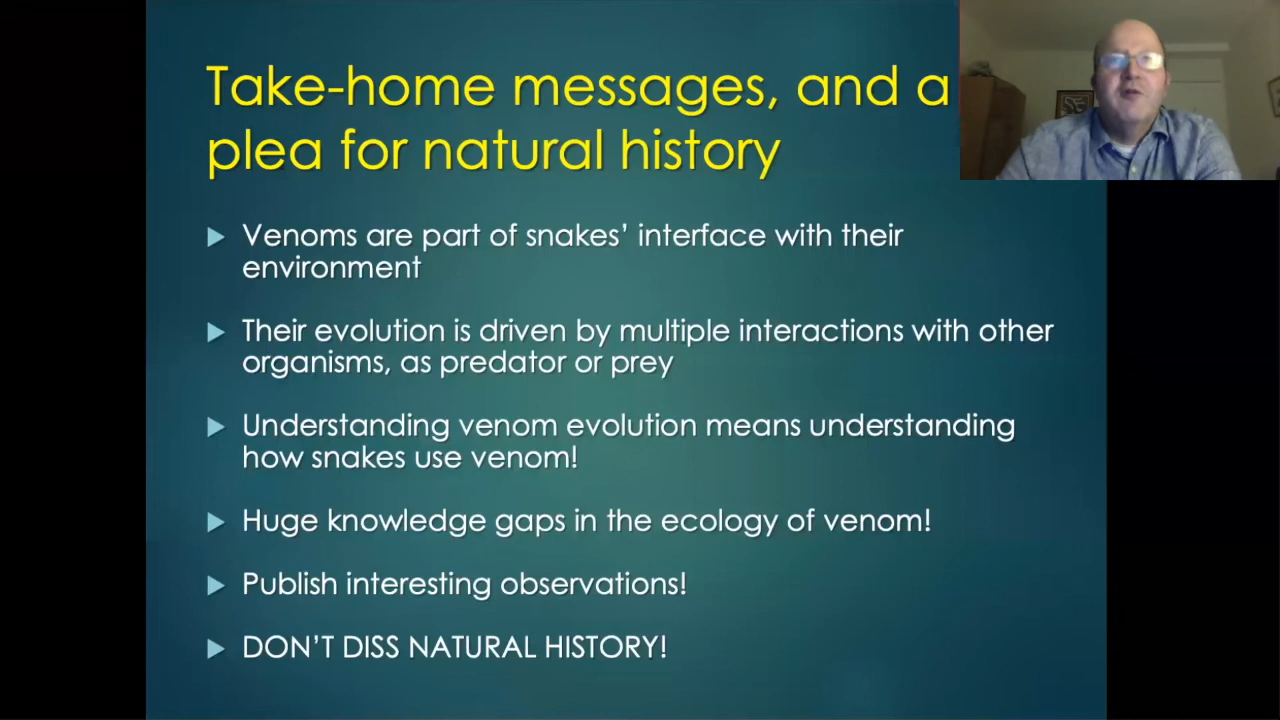 Take-home messages, and a
plea for natural history
Venoms are part of snakes’ interface with their
environment
Their evolution is driven by multiple interactions with other
organisms, as predator or prey
Understanding venom evolution means understanding
how snakes use venom!
Huge knowledge gaps in the ecology of venom!
Publish interesting observations!
DON’T DISS NATURAL HISTORY!